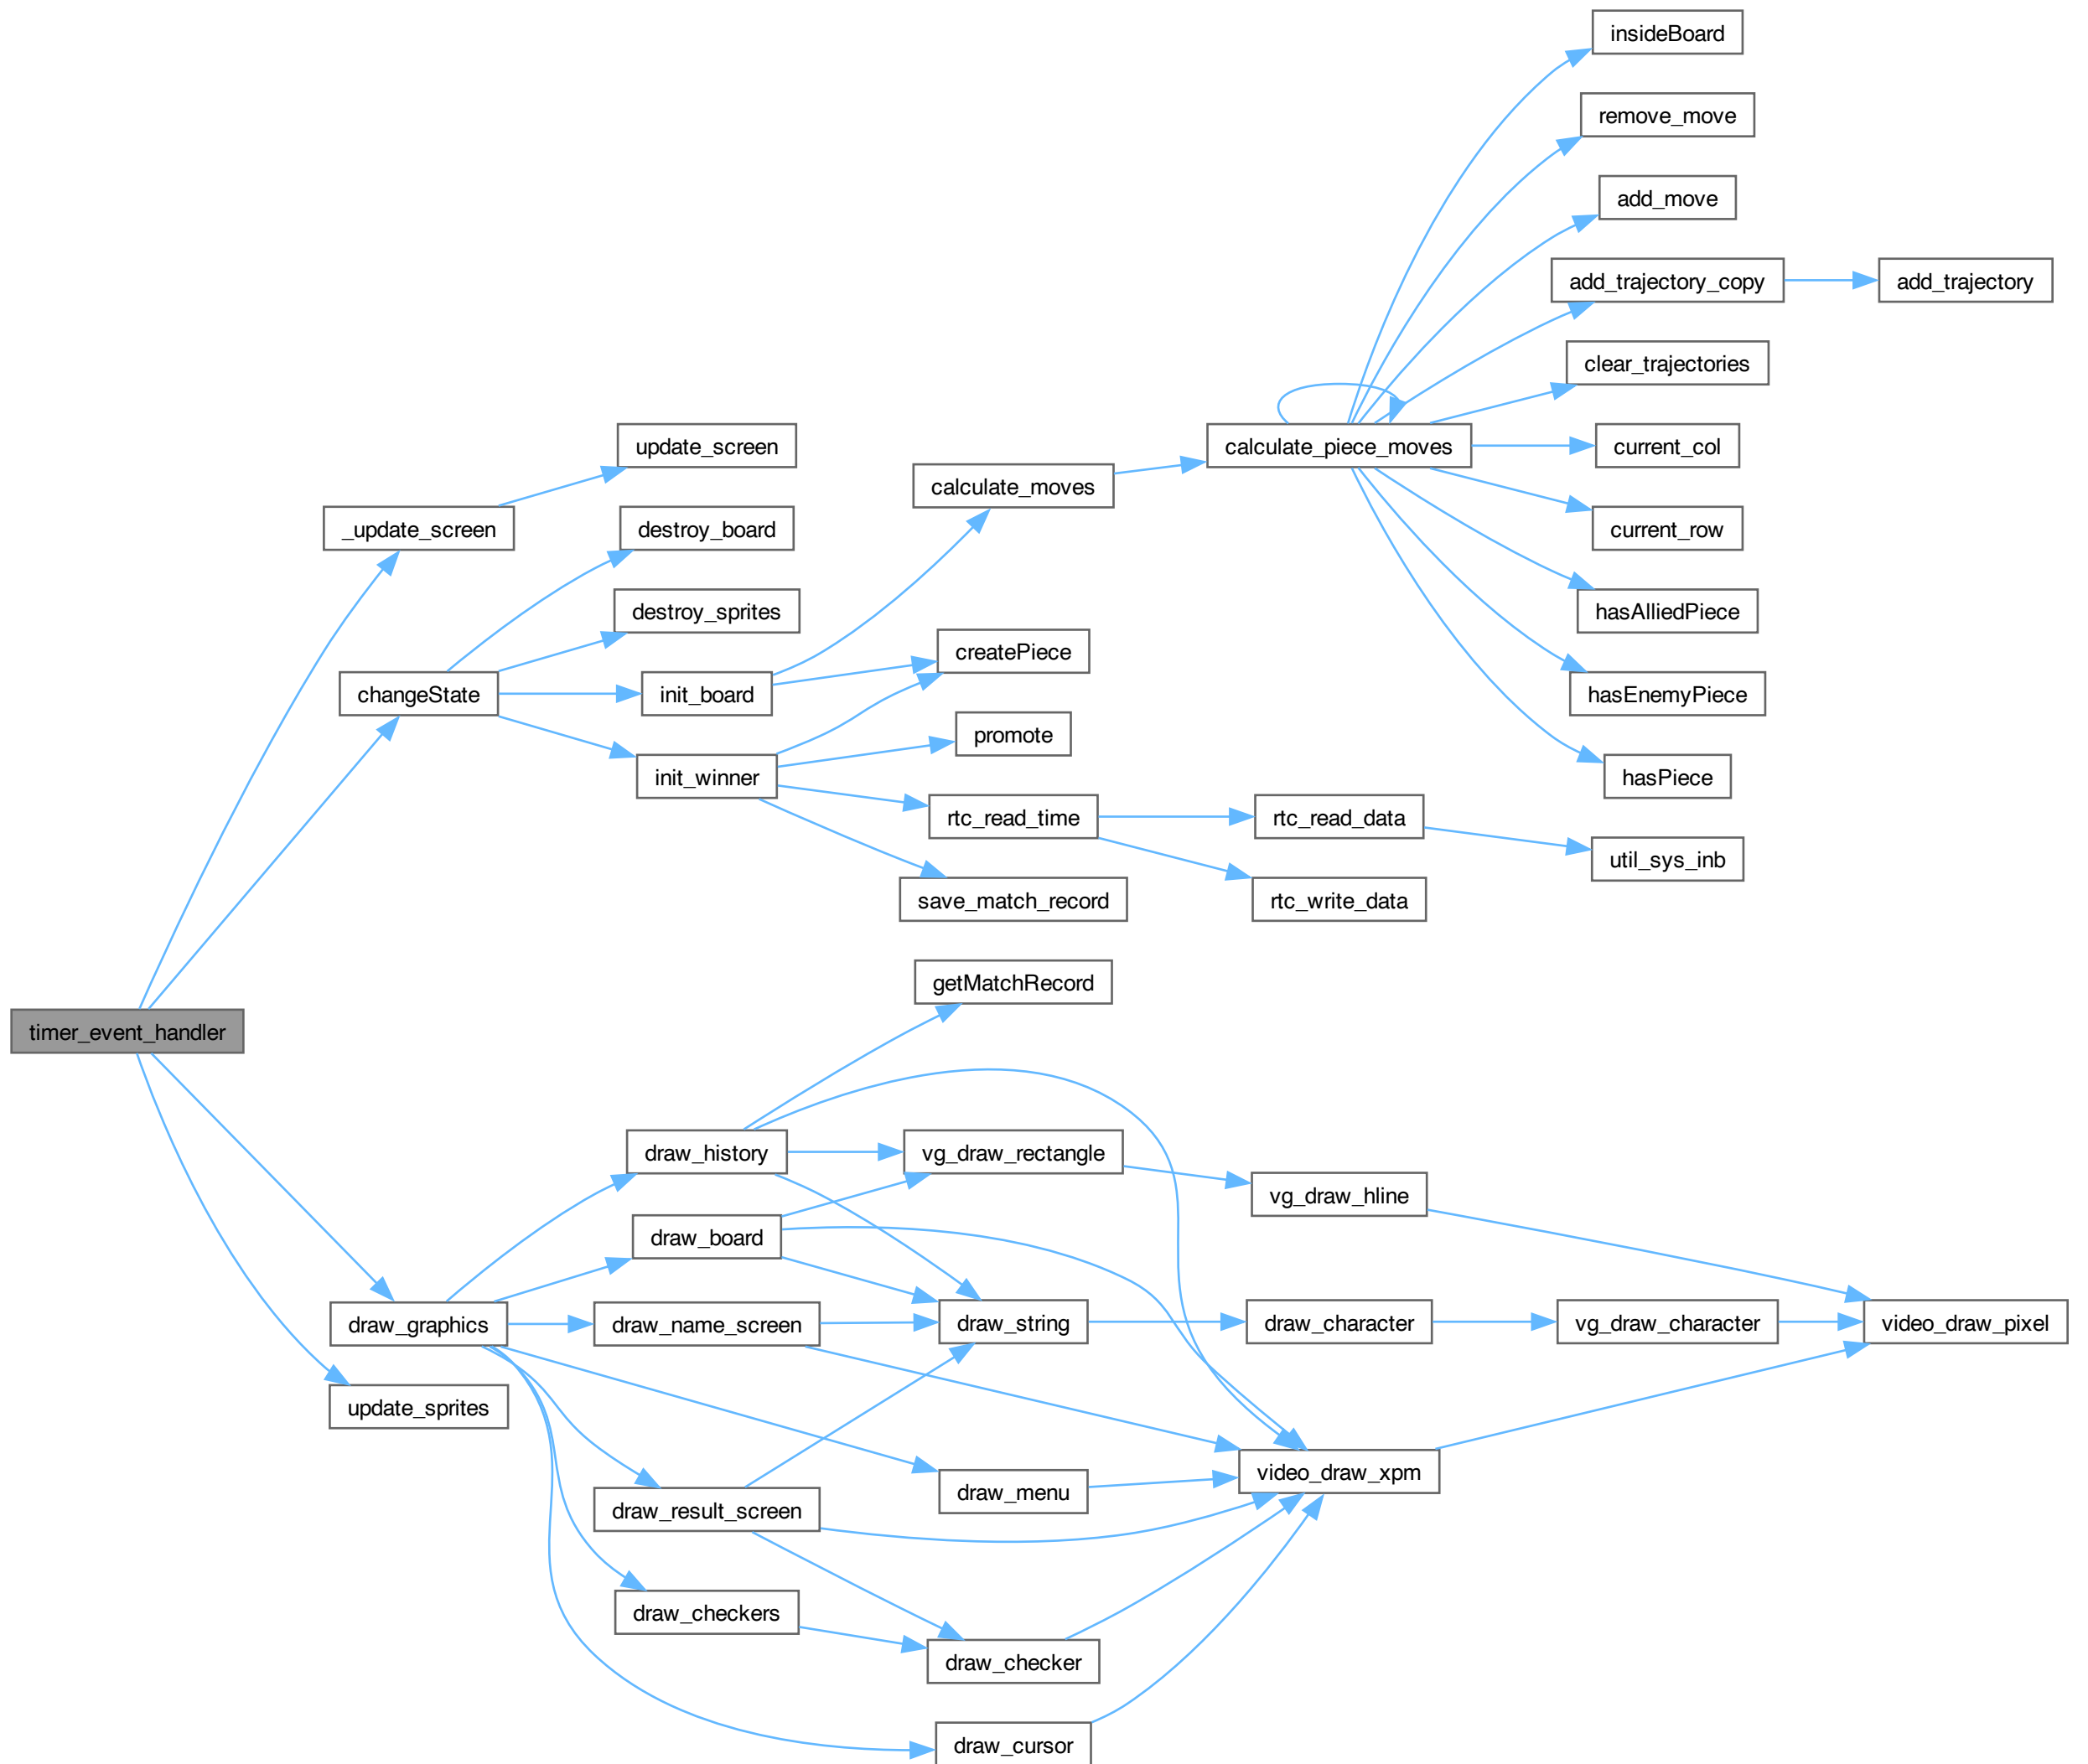 insideBoard
remove_move
add_move
add_trajectory_copy
add_trajectory
clear_trajectories
update_screen
current_col
calculate_piece_moves
calculate_moves
_update_screen
destroy_board
current_row
destroy_sprites
hasAlliedPiece
createPiece
changeState
init_board
hasEnemyPiece
promote
init_winner
hasPiece
rtc_read_time
rtc_read_data
util_sys_inb
save_match_record
rtc_write_data
getMatchRecord
timer_event_handler
draw_history
vg_draw_rectangle
vg_draw_hline
draw_board
draw_graphics
draw_name_screen
draw_string
draw_character
vg_draw_character
video_draw_pixel
update_sprites
video_draw_xpm
draw_menu
draw_result_screen
draw_checkers
draw_checker
draw_cursor